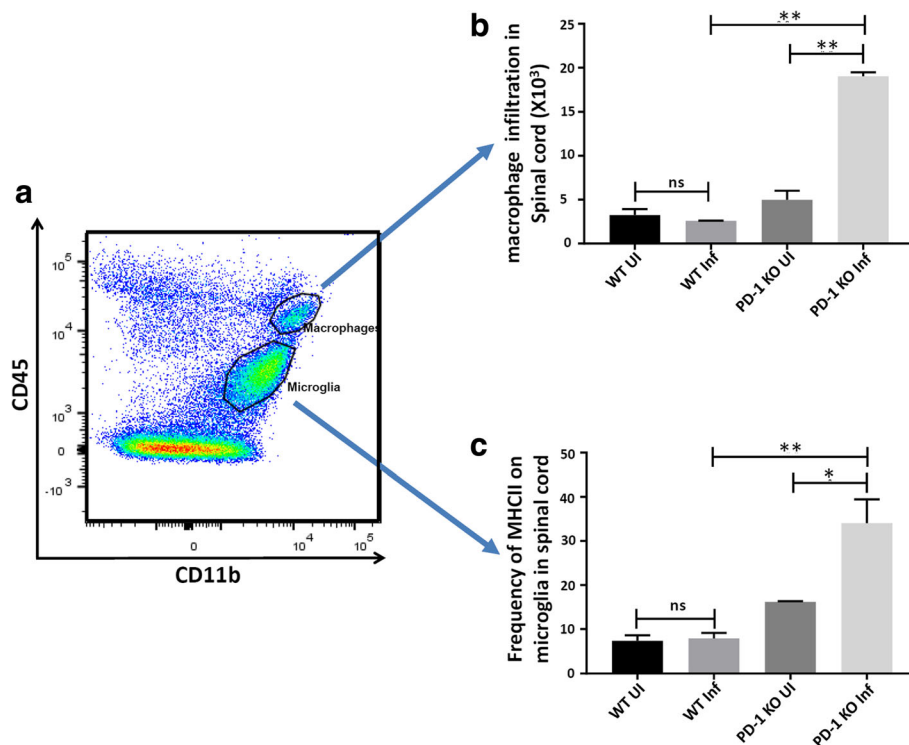 a
CD45
10⁵
10⁴
10³
0
-10³
Macrophages
Microglia
0
10⁴
10⁵
CD11b
b
macrophage infiltration in
Spinal cord (X10³)
25
20
15
10
5
0
ns
**
**
WT UI
WT Inf
PD-1 KO UI
PD-1 KO Inf
c
Frequency of MHCII on
microglia in spinal cord
50
40
30
20
10
0
ns
**
*
WT UI
WT Inf
PD-1 KO UI
PD-1 KO Inf